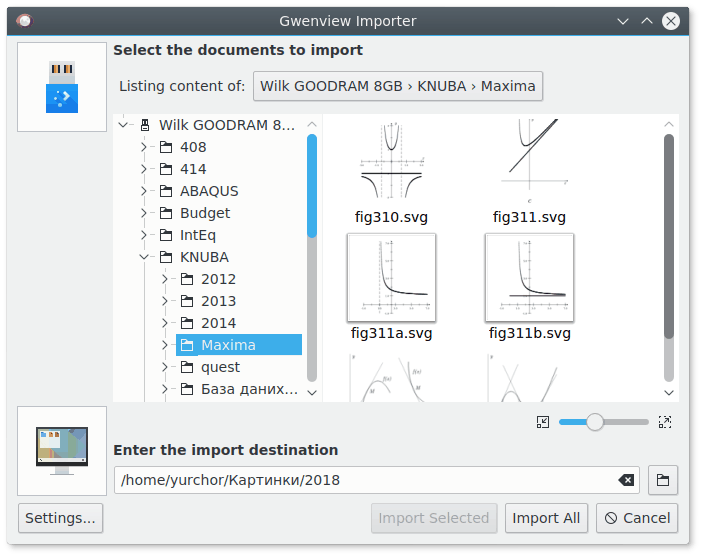 Gwenview Importer
Select the documents to import
Listing content of: Wilk GOODRAM 8GB › KNUBA › Maxima
Wilk GOODRAM 8...
408
414
ABAQUS
Budget
IntEq
KNUBA
2012
2013
2014
Maxima
quest
База даних...
fig310.svg
fig311.svg
fig311a.svg
fig311b.svg
Enter the import destination
/home/yurchor/Картинки/2018
Settings...
Import Selected
Import All
Cancel